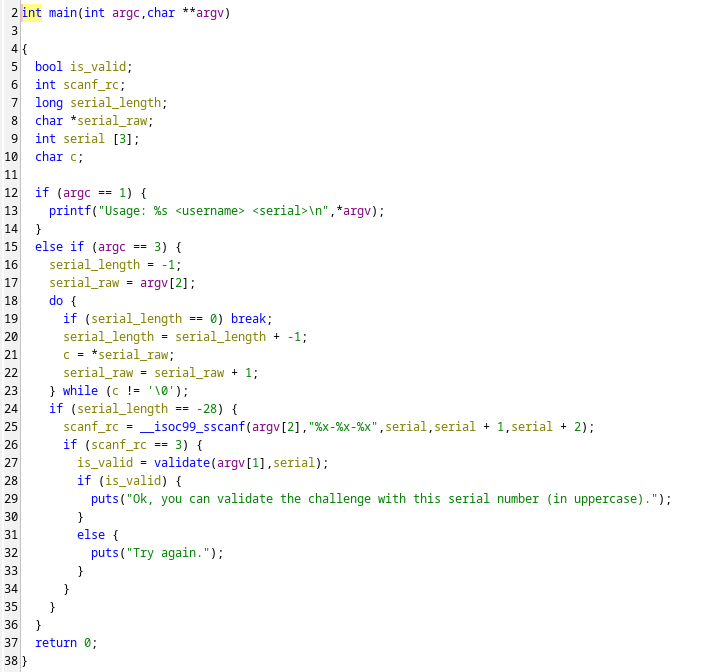 2 int main(int argc,char **argv)
3
4 {
5   bool is_valid;
6   int scanf_rc;
7   long serial_length;
8   char *serial_raw;
9   int serial [3];
10   char c;
11
12   if (argc == 1) {
13     printf("Usage: %s <username> <serial>\n",*argv);
14   }
15   else if (argc == 3) {
16     serial_length = -1;
17     serial_raw = argv[2];
18     do {
19       if (serial_length == 0) break;
20       serial_length = serial_length + -1;
21       c = *serial_raw;
22       serial_raw = serial_raw + 1;
23     } while (c != '\0');
24     if (serial_length == -28) {
25       scanf_rc = __isoc99_sscanf(argv[2],"%x-%x-%x",serial,serial + 1,serial + 2);
26       if (scanf_rc == 3) {
27         is_valid = validate(argv[1],serial);
28         if (is_valid) {
29           puts("Ok, you can validate the challenge with this serial number (in uppercase).");
30         }
31         else {
32           puts("Try again.");
33         }
34       }
35     }
36   }
37   return 0;
38 }